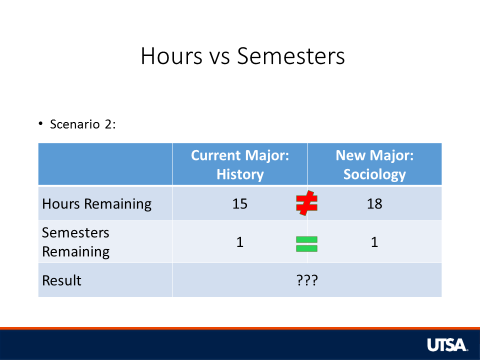 Hours vs Semesters
• Scenario 2:
Current Major:
History
New Major:
Sociology
Hours Remaining
15 ≠ 18
Semesters
Remaining
1 = 1
Result
???
UTSA